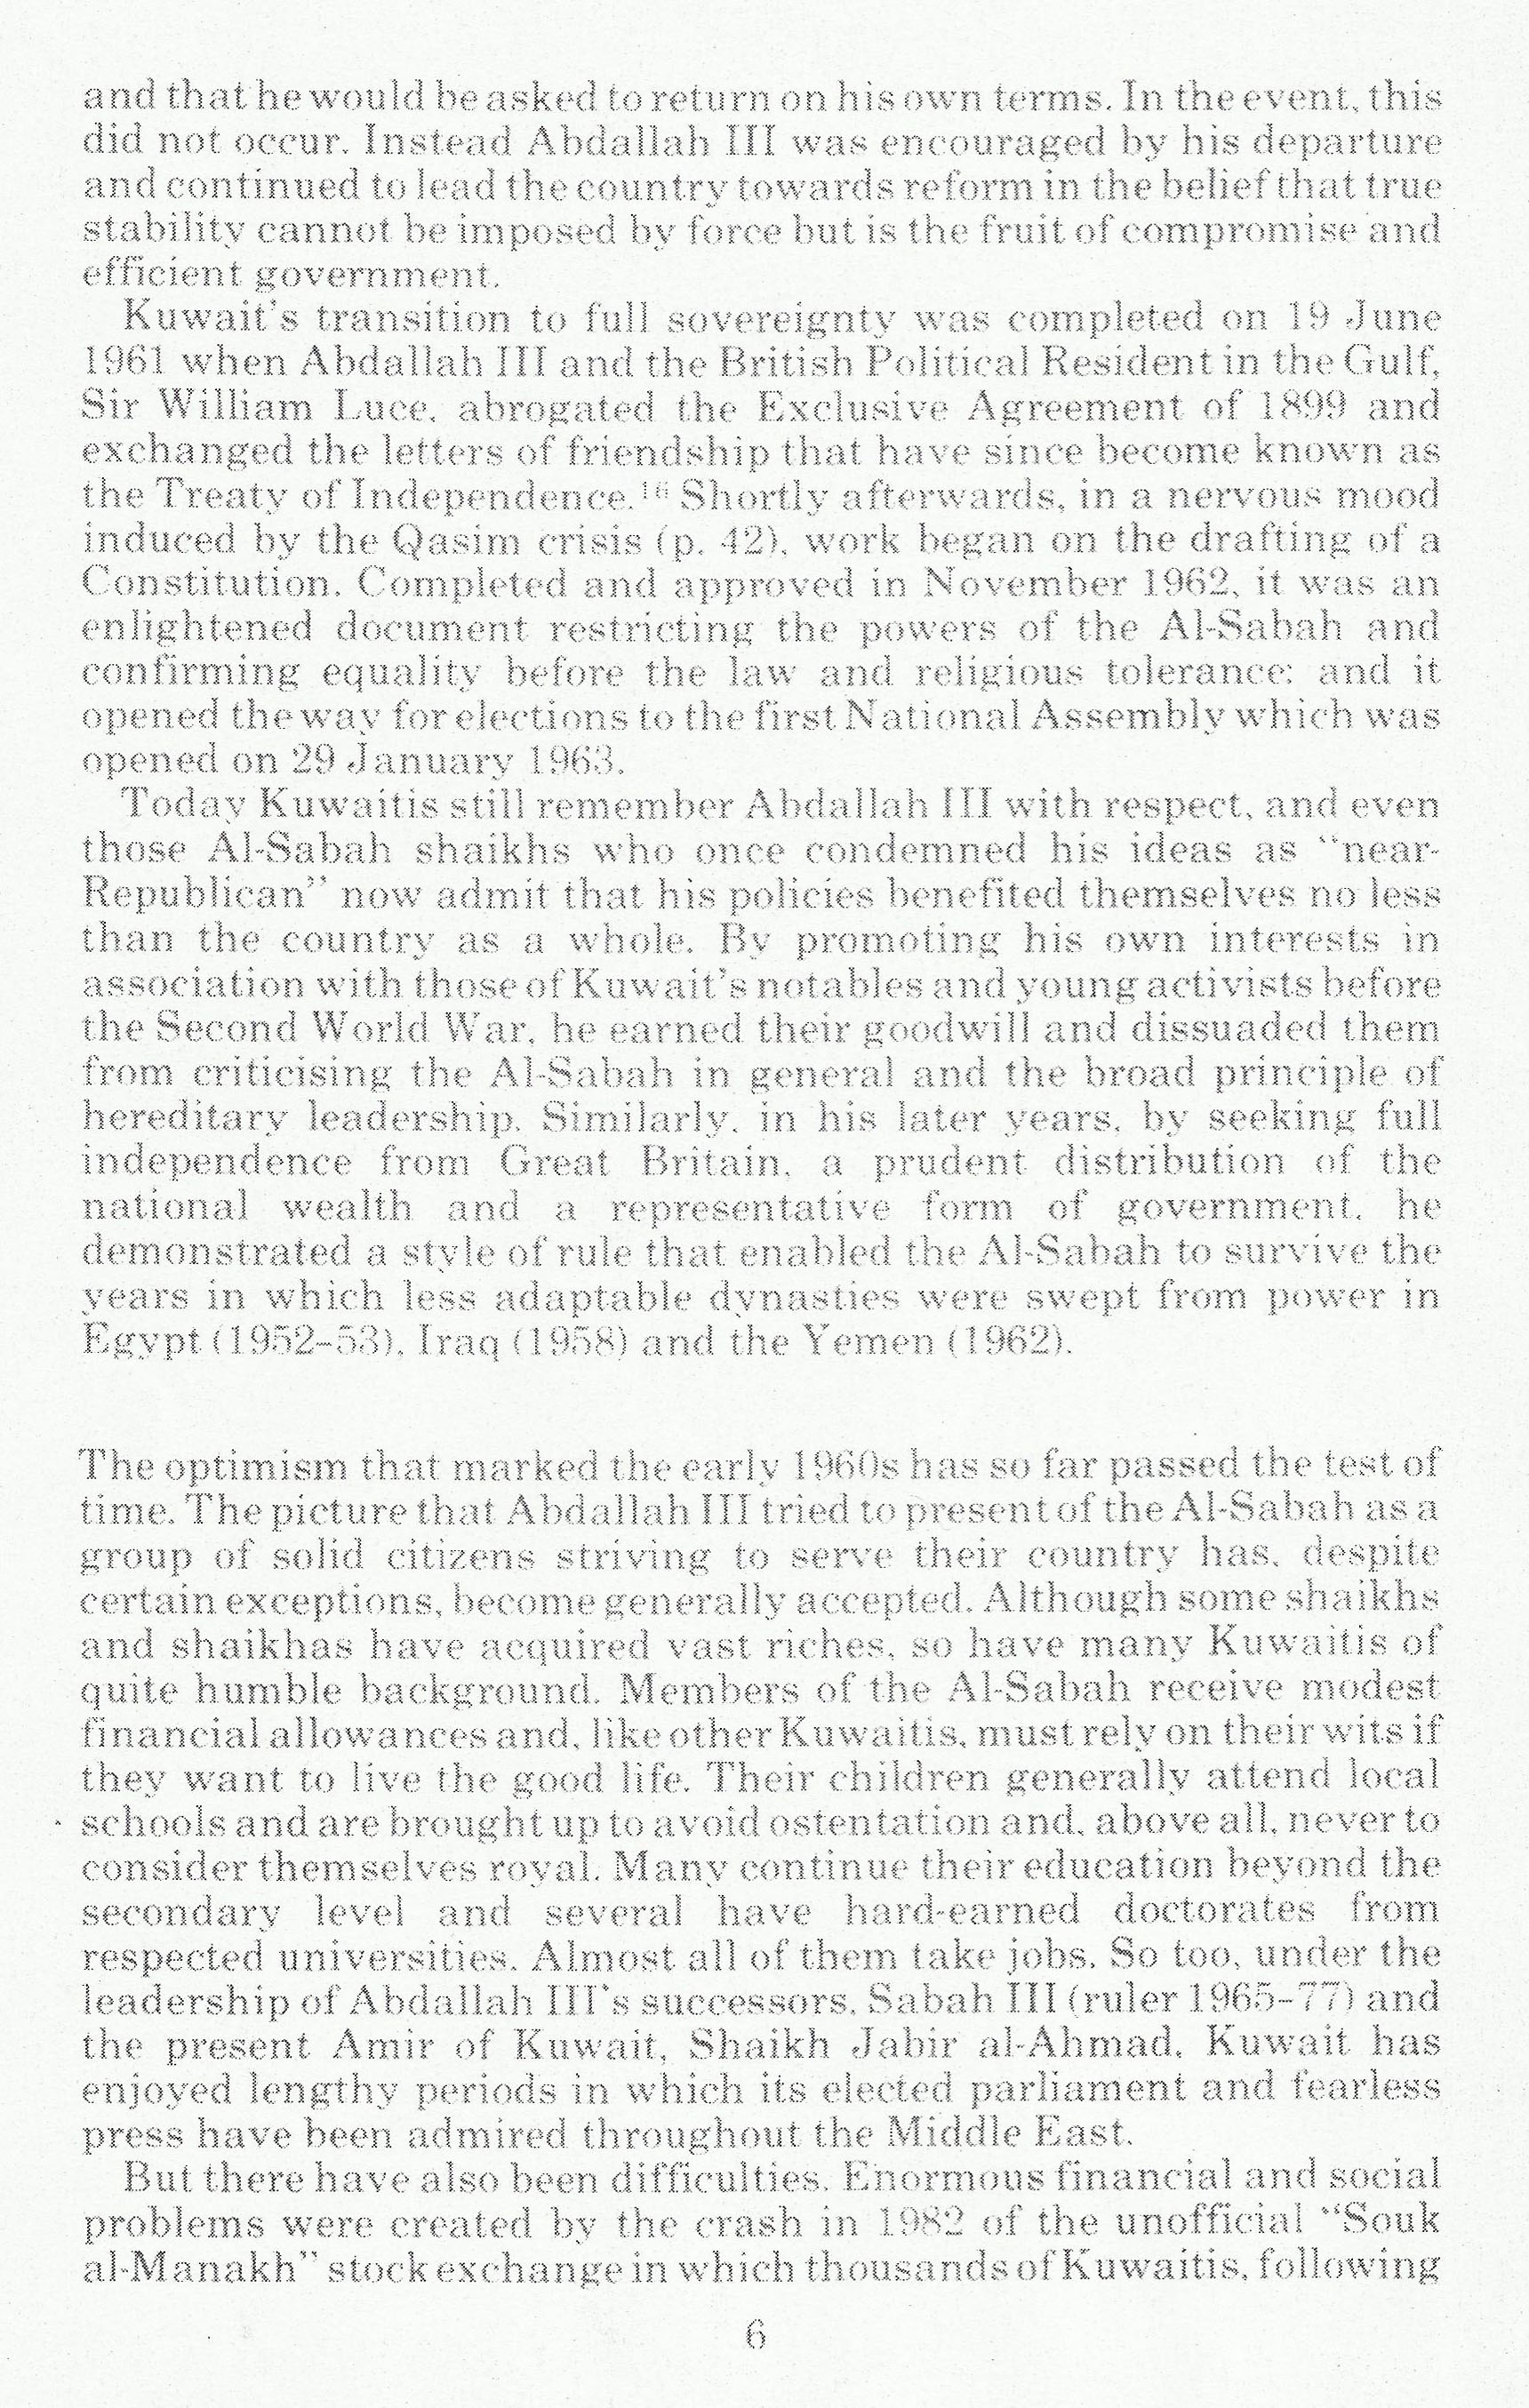 and that he would be asked to return on his own terms. In the event, this
did not occur. Instead Abdallah III was encouraged by his departure
and continued to lead the country towards reform in the belief that true
stability cannot be imposed by force but is the fruit of compromise and
efficient government.
Kuwait's transition to full sovereignty was completed on 19 June
1961 when Abdallah III and the British Political Resident in the Gulf,
Sir William Luce, abrogated the Exclusive Agreement of 1899 and
exchanged the letters of friendship that have since become known as
the Treaty of Independence.¹⁶ Shortly afterwards, in a nervous mood
induced by the Qasim crisis (p. 42), work began on the drafting of a
Constitution. Completed and approved in November 1962, it was an
enlightened document restricting the powers of the Al-Sabah and
confirming equality before the law and religious tolerance; and it
opened the way for elections to the first National Assembly which was
opened on 29 January 1963.
Today Kuwaitis still remember Abdallah III with respect, and even
those Al-Sabah shaikhs who once condemned his ideas as “near-
Republican” now admit that his policies benefited themselves no less
than the country as a whole. By promoting his own interests in
association with those of Kuwait's notables and young activists before
the Second World War, he earned their goodwill and dissuaded them
from criticising the Al-Sabah in general and the broad principle of
hereditary leadership. Similarly, in his later years, by seeking full
independence from Great Britain, a prudent distribution of the
national wealth and a representative form of government, he
demonstrated a style of rule that enabled the Al-Sabah to survive the
years in which less adaptable dynasties were swept from power in
Egypt (1952–53), Iraq (1958) and the Yemen (1962).
The optimism that marked the early 1960s has so far passed the test of
time. The picture that Abdallah III tried to present of the Al-Sabah as a
group of solid citizens striving to serve their country has, despite
certain exceptions, become generally accepted. Although some shaikhs
and shaikhas have acquired vast riches, so have many Kuwaitis of
quite humble background. Members of the Al-Sabah receive modest
financial allowances and, like other Kuwaitis, must rely on their wits if
they want to live the good life. Their children generally attend local
schools and are brought up to avoid ostentation and, above all, never to
consider themselves royal. Many continue their education beyond the
secondary level and several have hard-earned doctorates from
respected universities. Almost all of them take jobs. So too, under the
leadership of Abdallah III's successors, Sabah III (ruler 1965–77) and
the present Amir of Kuwait, Shaikh Jabir al-Ahmad, Kuwait has
enjoyed lengthy periods in which its elected parliament and fearless
press have been admired throughout the Middle East.
But there have also been difficulties. Enormous financial and social
problems were created by the crash in 1982 of the unofficial “Souk
al-Manakh” stock exchange in which thousands of Kuwaitis, following
6